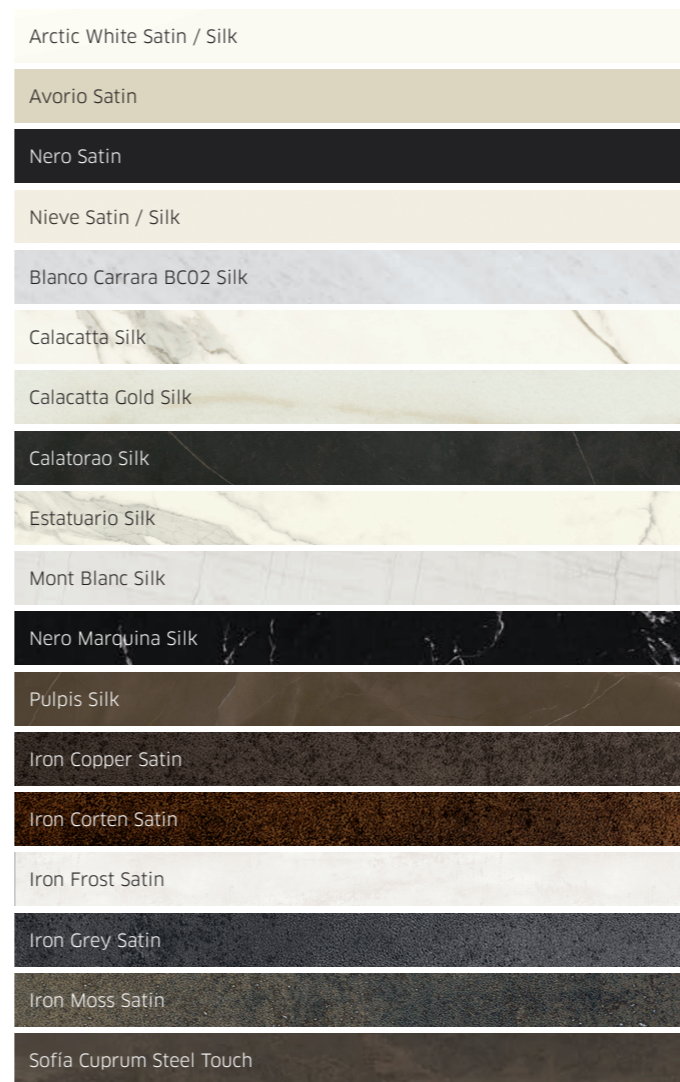 Arctic White Satin / Silk
Avorio Satin
Nero Satin
Nieve Satin / Silk
Blanco Carrara BC02 Silk
Calacatta Silk
Calacatta Gold Silk
Calatorao Silk
Estatuario Silk
Mont Blanc Silk
Nero Marquina Silk
Pulpis Silk
Iron Copper Satin
Iron Corten Satin
Iron Frost Satin
Iron Grey Satin
Iron Moss Satin
Sofía Cuprum Steel Touch